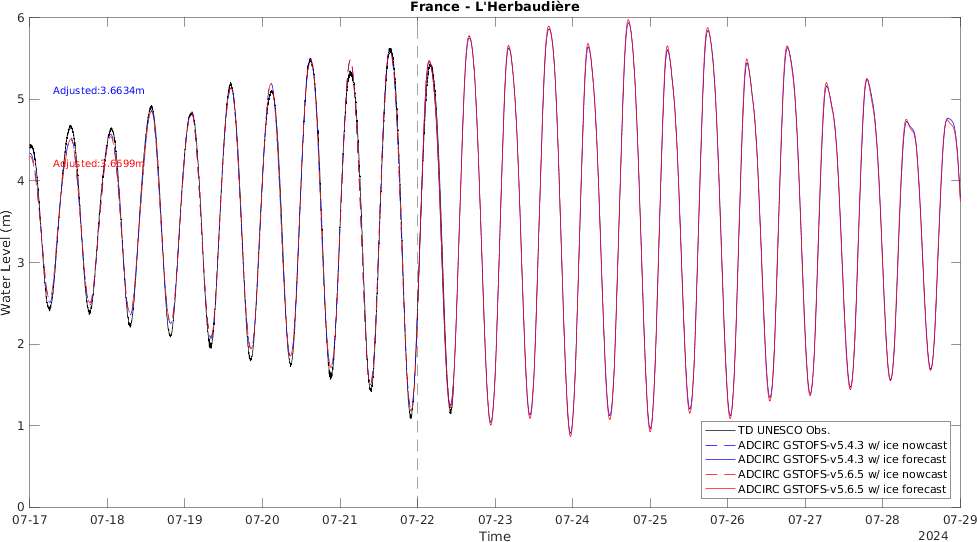 France - L'Herbaudière
6
5
4
3
2
1
0
Water Level (m)
Adjusted:3.6634m
Adjusted:3.6699m
TD UNESCO Obs.
ADCIRC GSTOFS-v5.4.3 w/ ice nowcast
ADCIRC GSTOFS-v5.4.3 w/ ice forecast
ADCIRC GSTOFS-v5.6.5 w/ ice nowcast
ADCIRC GSTOFS-v5.6.5 w/ ice forecast
07-17 07-18 07-19 07-20 07-21 07-22 07-23 07-24 07-25 07-26 07-27 07-28 07-29
Time
2024